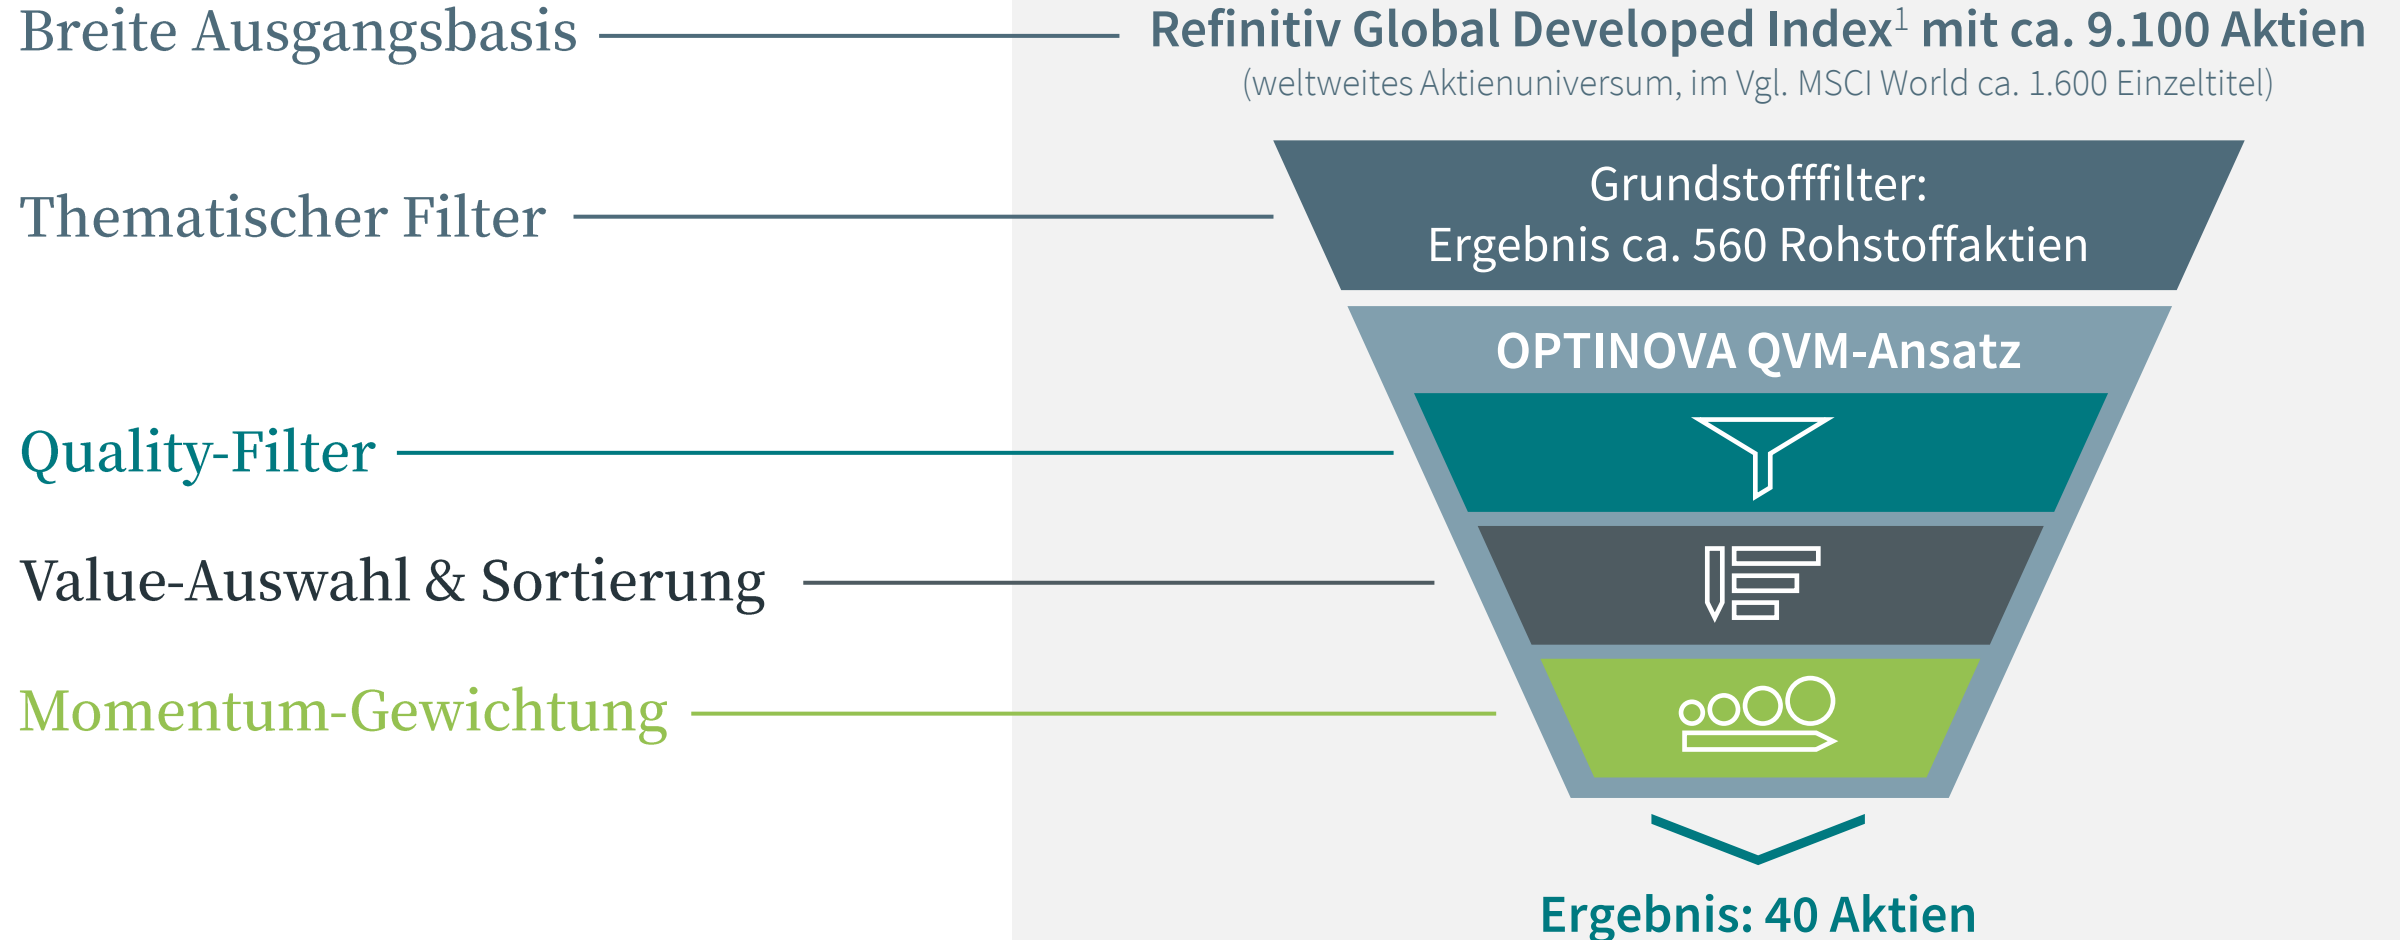 Breite Ausgangsbasis
Refinitiv Global Developed Index¹ mit ca. 9.100 Aktien
(weltweites Aktienuniversum, im Vgl. MSCI World ca. 1.600 Einzeltitel)
Thematischer Filter
Grundstofffilter:
Ergebnis ca. 560 Rohstoffaktien
OPTINOVA QVM-Ansatz
Quality-Filter
Value-Auswahl & Sortierung
Momentum-Gewichtung
Ergebnis: 40 Aktien